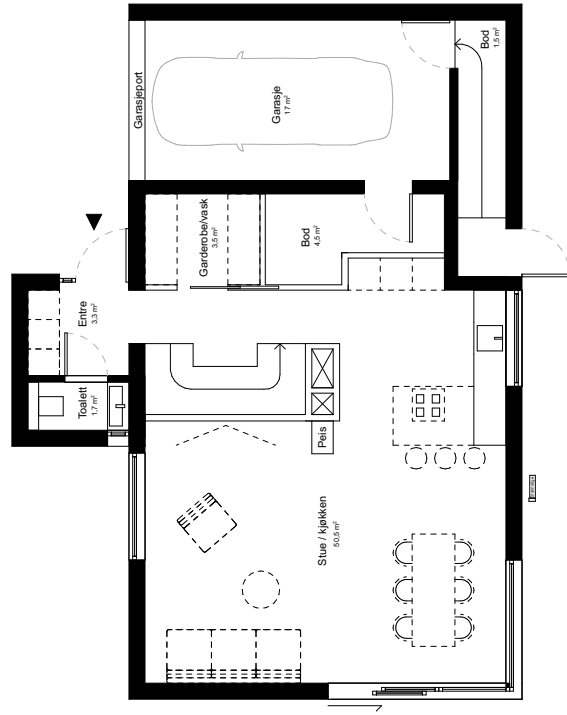 Garasjeport
Garasje
17 m²
Bod
1,5 m²
Garderobe/vask
3,5 m²
Bod
4,5 m²
Entre
3,3 m²
Toalett
1,7 m²
Peis
Stue / kjøkken
50,5 m²